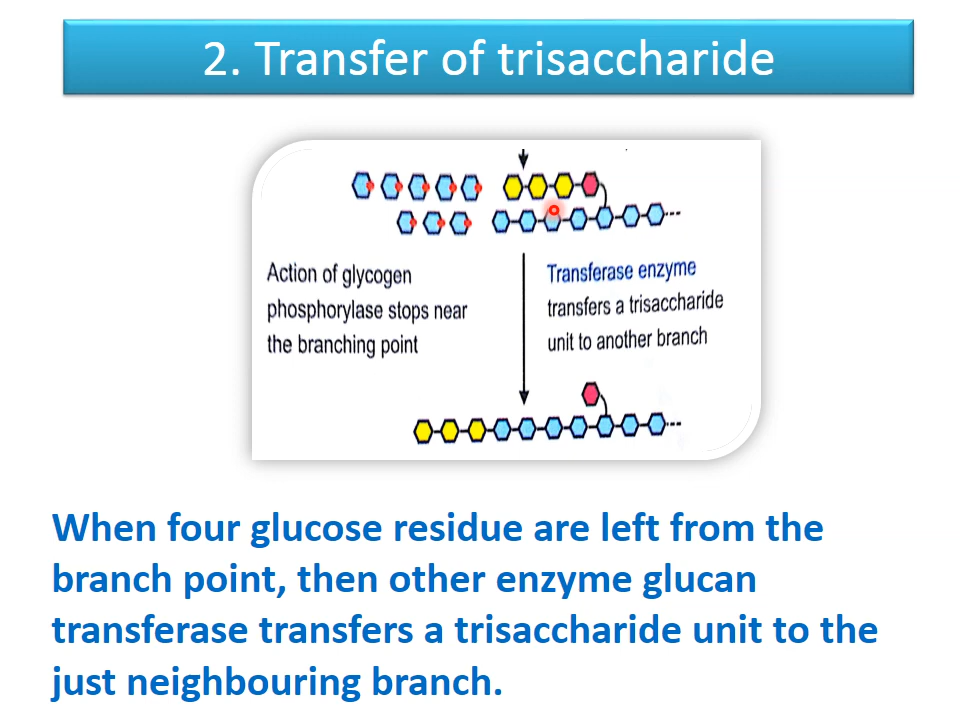 2. Transfer of trisaccharide
Action of glycogen
phosphorylase stops near
the branching point
Transferase enzyme
transfers a trisaccharide
unit to another branch
When four glucose residue are left from the
branch point, then other enzyme glucan
transferase transfers a trisaccharide unit to the
just neighbouring branch.